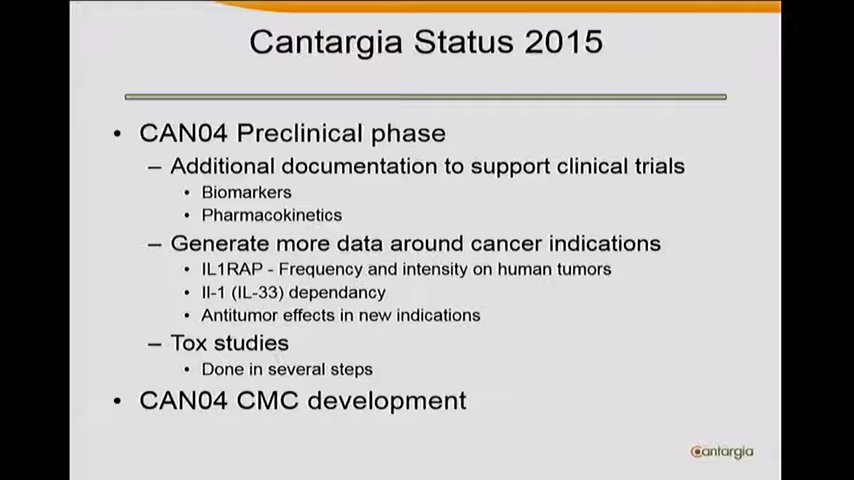 Cantargia Status 2015
• CAN04 Preclinical phase
– Additional documentation to support clinical trials
• Biomarkers
• Pharmacokinetics
– Generate more data around cancer indications
• IL1RAP - Frequency and intensity on human tumors
• Il-1 (IL-33) dependancy
• Antitumor effects in new indications
– Tox studies
• Done in several steps
• CAN04 CMC development
Cantargia